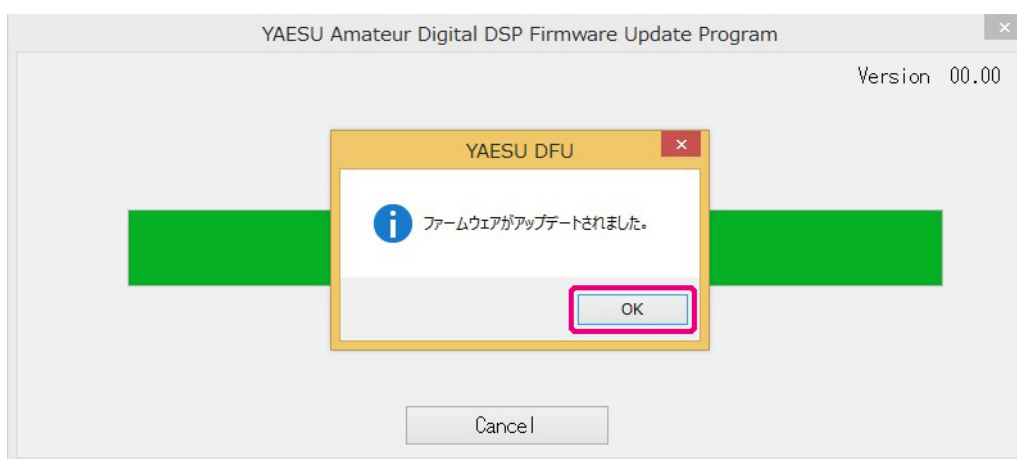 YAESU Amateur Digital DSP Firmware Update Program
Version 00.00
YAESU DFU
ファームウェアがアップデートされました。
OK
Cancel